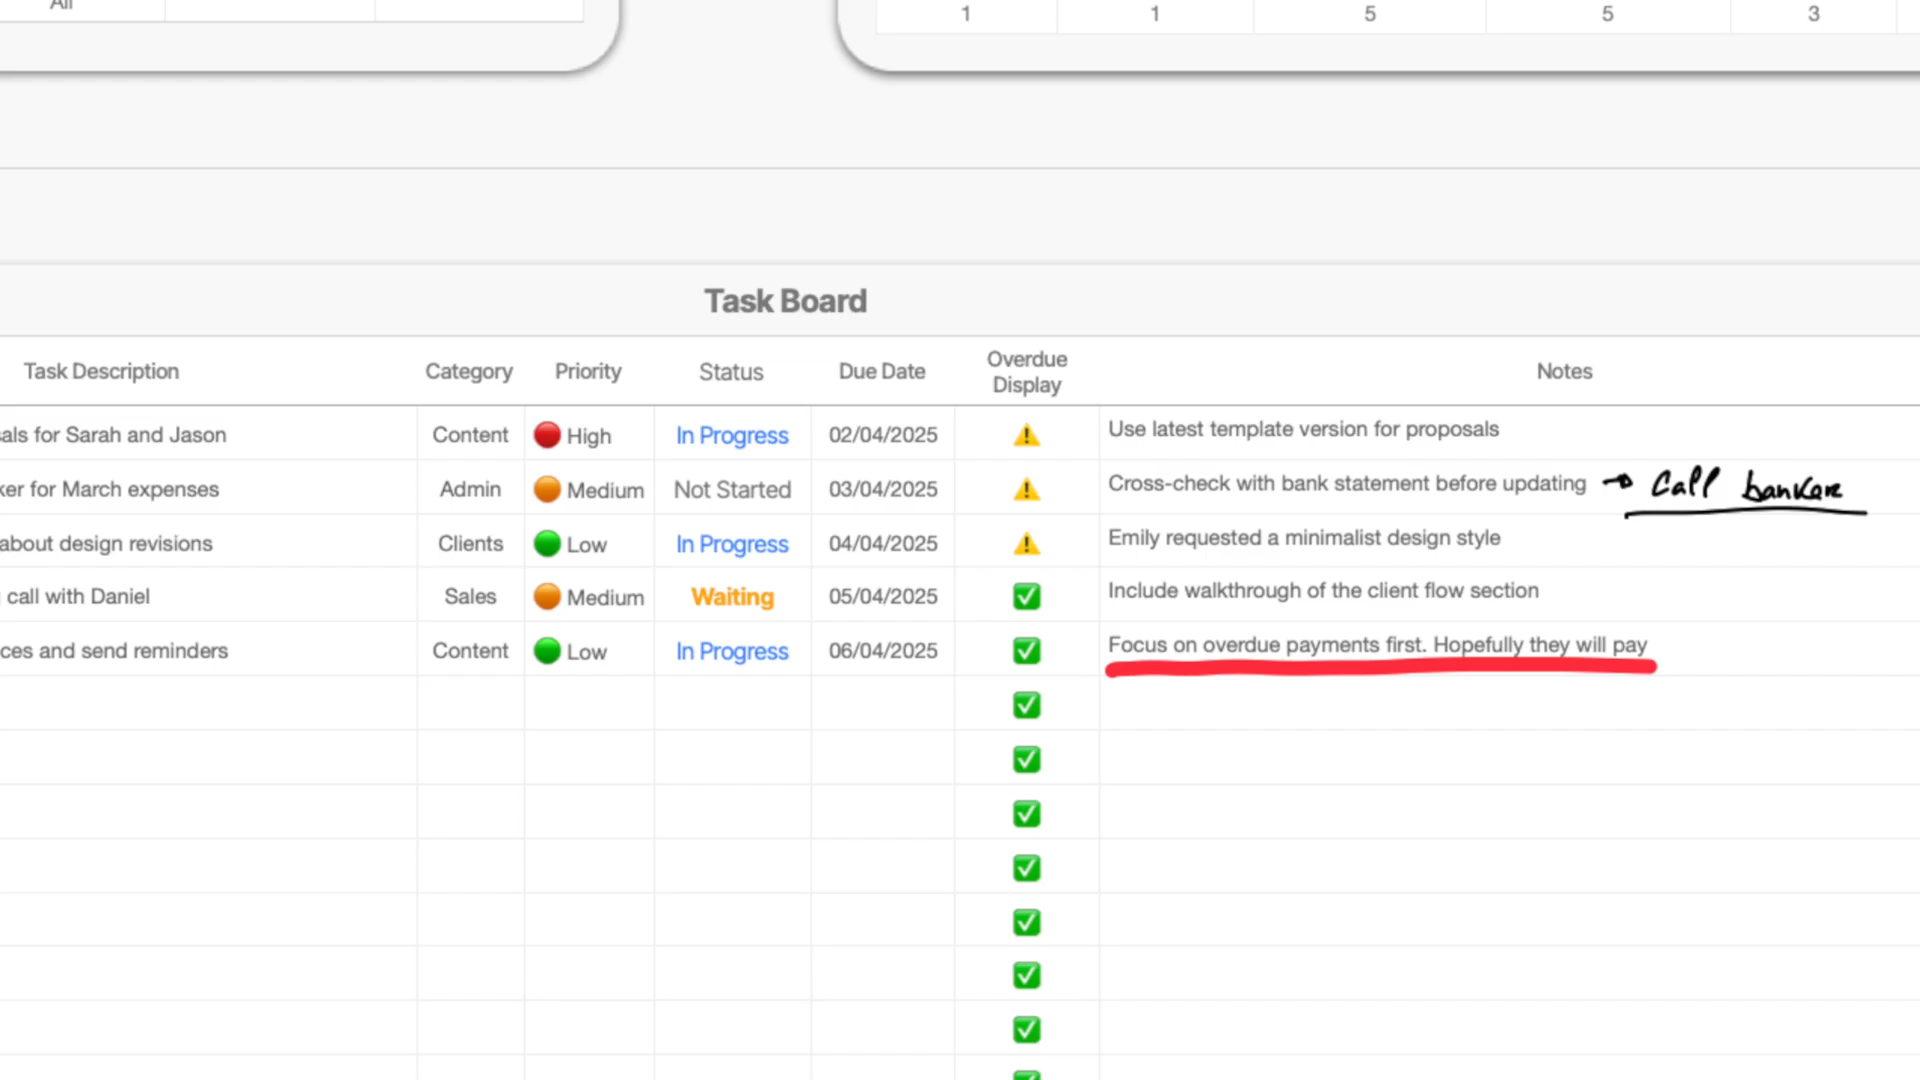 All
1 1 5 5 3
Task Board
Task Description Category Priority Status Due Date Overdue Display Notes
sals for Sarah and Jason Content High In Progress 02/04/2025 Use latest template version for proposals
ker for March expenses Admin Medium Not Started 03/04/2025 Cross-check with bank statement before updating → Call banker
about design revisions Clients Low In Progress 04/04/2025 Emily requested a minimalist design style
call with Daniel Sales Medium Waiting 05/04/2025 Include walkthrough of the client flow section
ces and send reminders Content Low In Progress 06/04/2025 Focus on overdue payments first. Hopefully they will pay